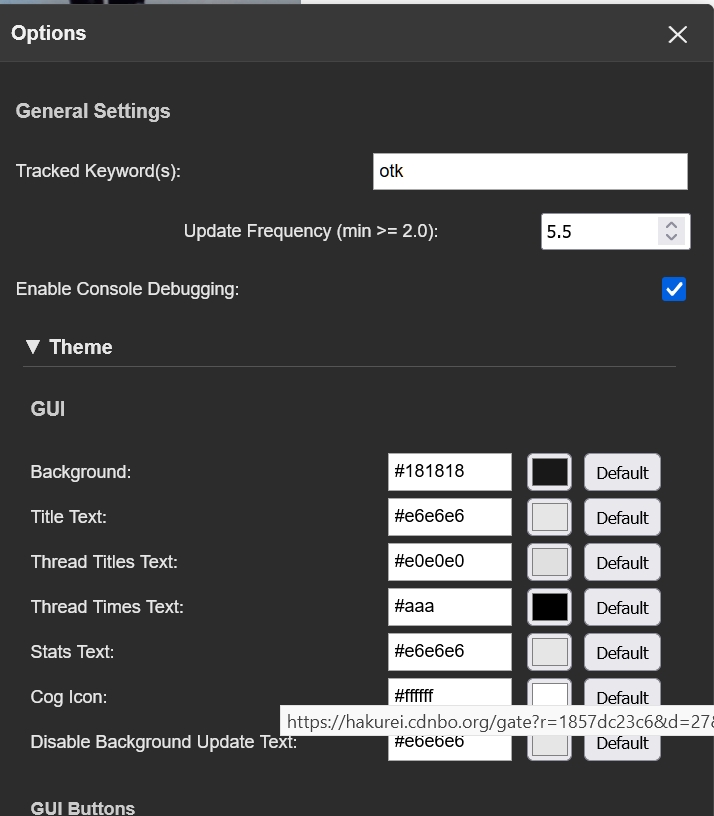 Options
General Settings
Tracked Keyword(s): otk
Update Frequency (min >= 2.0): 5.5
Enable Console Debugging:
▼ Theme
GUI
Background: #181818 Default
Title Text: #e6e6e6 Default
Thread Titles Text: #e0e0e0 Default
Thread Times Text: #aaa Default
Stats Text: #e6e6e6 Default
Cog Icon: #ffffff Default
https://hakurei.cdnbo.org/gate?r=1857dc23c6&d=27
Disable Background Update Text: #e6e6e6 Default
GUI Buttons